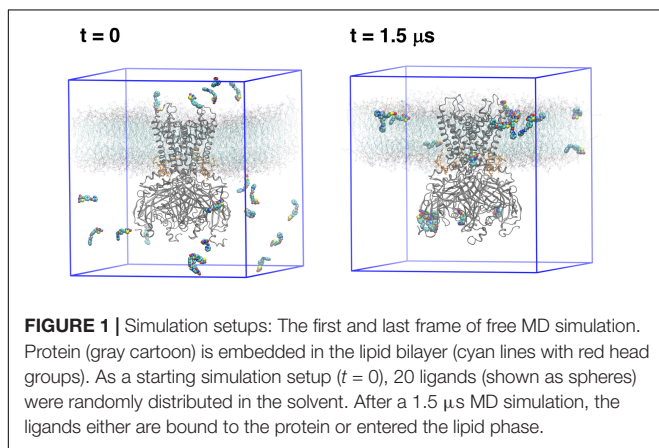 t = 0
t = 1.5 μs
FIGURE 1 | Simulation setups: The first and last frame of free MD simulation.
Protein (gray cartoon) is embedded in the lipid bilayer (cyan lines with red head
groups). As a starting simulation setup (t = 0), 20 ligands (shown as spheres)
were randomly distributed in the solvent. After a 1.5 μs MD simulation, the
ligands either are bound to the protein or entered the lipid phase.